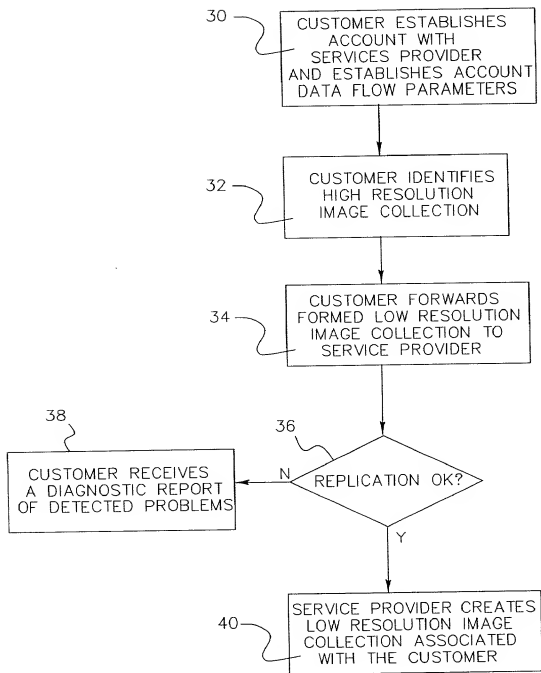 30
CUSTOMER ESTABLISHES
ACCOUNT WITH
SERVICES PROVIDER
AND ESTABLISHES ACCOUNT
DATA FLOW PARAMETERS
32
CUSTOMER IDENTIFIES
HIGH RESOLUTION
IMAGE COLLECTION
34
CUSTOMER FORWARDS
FORMED LOW RESOLUTION
IMAGE COLLECTION TO
SERVICE PROVIDER
36
REPLICATION OK?
N
Y
38
CUSTOMER RECEIVES
A DIAGNOSTIC REPORT
OF DETECTED PROBLEMS
40
SERVICE PROVIDER CREATES
LOW RESOLUTION IMAGE
COLLECTION ASSOCIATED
WITH THE CUSTOMER